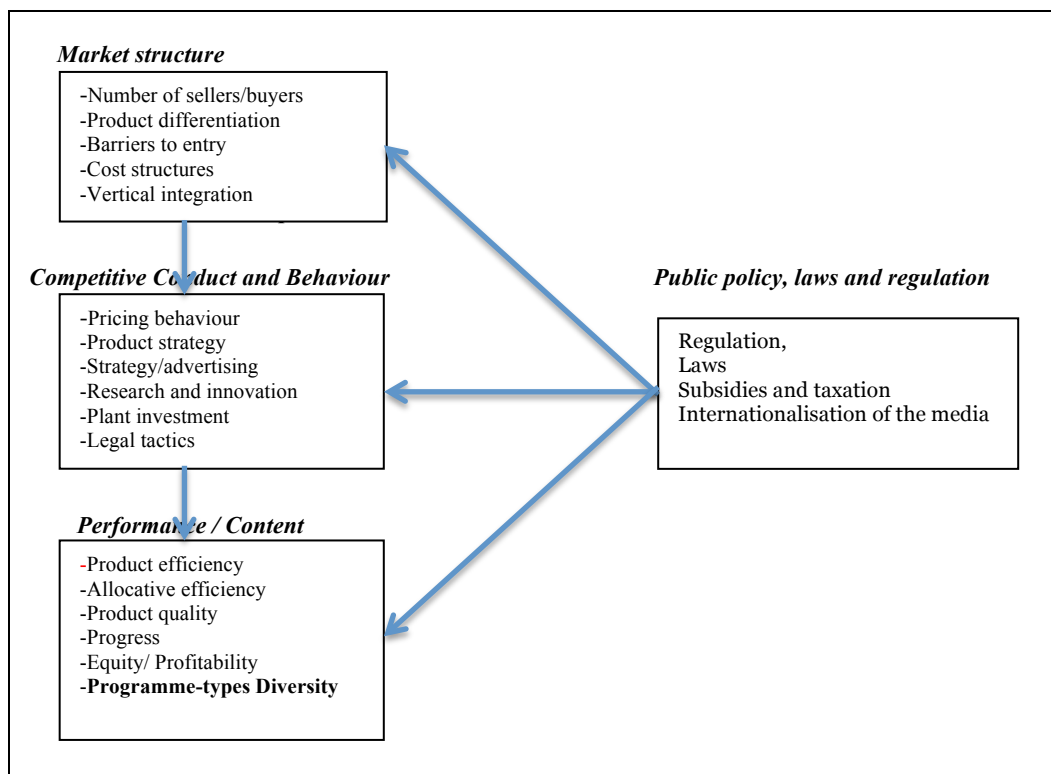 Market structure
-Number of sellers/buyers
-Product differentiation
-Barriers to entry
-Cost structures
-Vertical integration
Competitive Conduct and Behaviour
-Pricing behaviour
-Product strategy
-Strategy/advertising
-Research and innovation
-Plant investment
-Legal tactics
Performance / Content
-Product efficiency
-Allocative efficiency
-Product quality
-Progress
-Equity/ Profitability
-Programme-types Diversity
Public policy, laws and regulation
Regulation,
Laws
Subsidies and taxation
Internationalisation of the media